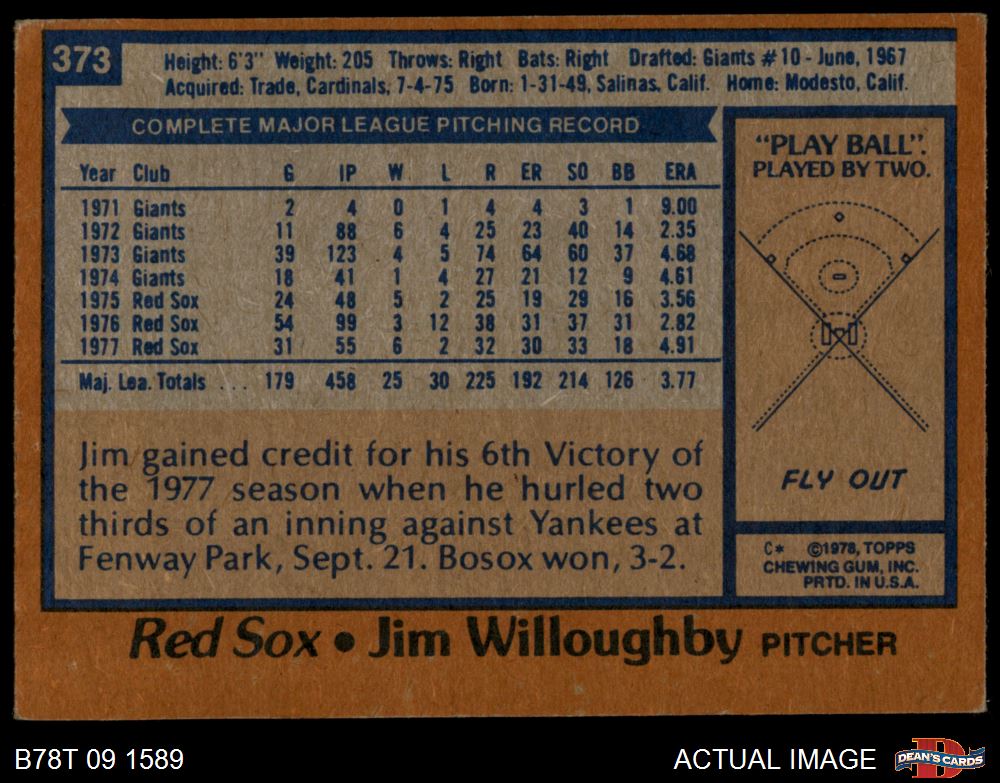 373
Height: 6'3" Weight: 205 Throws: Right Bats: Right Drafted: Giants #10 - June, 1967
Acquired: Trade, Cardinals, 7-4-75 Born: 1-31-49, Salinas, Calif. Home: Modesto, Calif.
COMPLETE MAJOR LEAGUE PITCHING RECORD
Year Club G IP W L R ER SO BB ERA
1971 Giants 2 4 0 1 4 4 3 1 9.00
1972 Giants 11 88 6 4 25 23 40 14 2.35
1973 Giants 39 123 4 5 74 64 60 37 4.68
1974 Giants 18 41 1 4 27 21 12 9 4.61
1975 Red Sox 24 48 5 2 25 19 29 16 3.56
1976 Red Sox 54 99 3 12 38 31 37 31 2.82
1977 Red Sox 31 55 6 2 32 30 33 18 4.91
Maj. Lea. Totals ... 179 458 25 30 225 192 214 126 3.77
Jim gained credit for his 6th Victory of
the 1977 season when he hurled two
thirds of an inning against Yankees at
Fenway Park, Sept. 21. Bosox won, 3-2.
"PLAY BALL".
PLAYED BY TWO.
FLY OUT
C* ©1978, TOPPS
CHEWING GUM, INC.
PRTD. IN U.S.A.
Red Sox • Jim Willoughby PITCHER
B78T 09 1589
ACTUAL IMAGE
D
DEAN'S CARDS